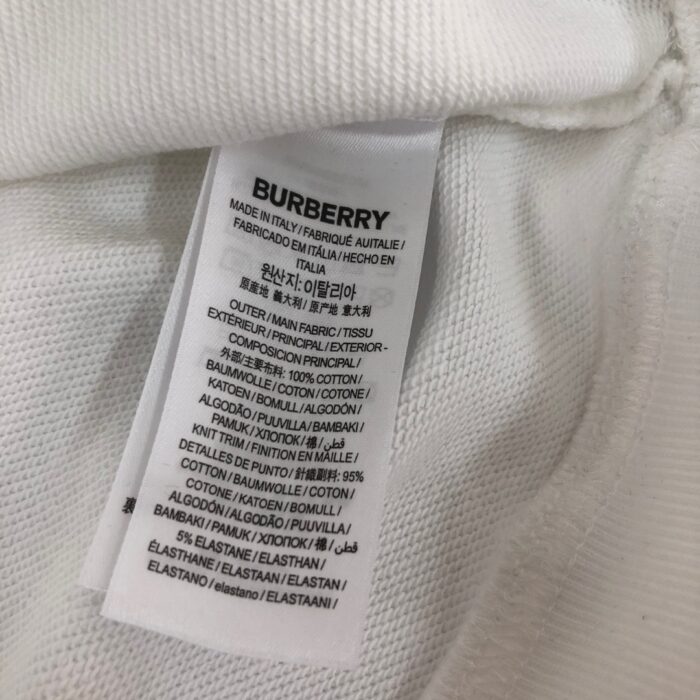 BURBERRY
MADE IN ITALY / FABRIQUÉ AUITALIE /
FABRICADO EM ITÁLIA / HECHO EN
ITALIA
원산지: 이탈리아
原産地 義大利 / 原产地 意大利
OUTER / MAIN FABRIC / TISSU
EXTÉRIEUR / PRINCIPAL / EXTERIOR -
COMPOSICION PRINCIPAL /
外部/主要布料: 100% COTTON /
BAUMWOLLE / COTON / COTONE /
KATOEN / BOMULL / ALGODÓN /
ALGODÃO / PUUVILLA / BAMBAKI /
PAMUK / ХЛОПОК / 棉 / قطن /
KNIT TRIM / FINITION EN MAILLE /
DETALLES DE PUNTO / 針織副料: 95%
COTTON / BAUMWOLLE / COTON /
COTONE / KATOEN / BOMULL /
ALGODÓN / ALGODÃO / PUUVILLA /
BAMBAKI / PAMUK / ХЛОПОК / 棉 / قطن /
5% ELASTANE / ELASTHAN /
ÉLASTHANE / ELASTAAN / ELASTAN /
ELASTANO / elastano / ELASTAANI /